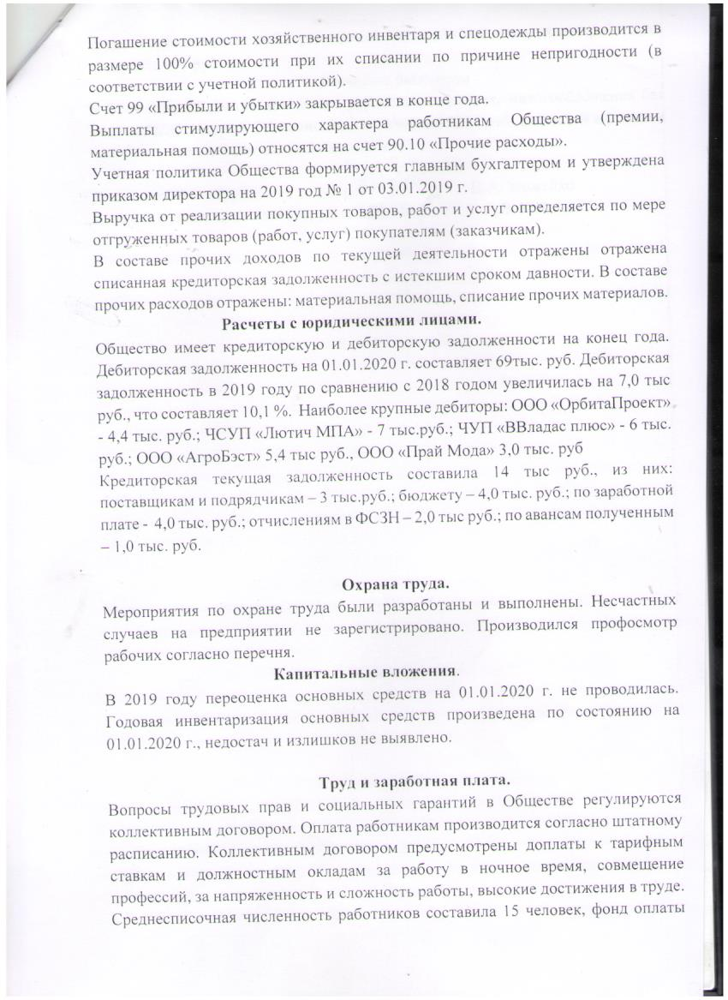 Погашение стоимости хозяйственного инвентаря и спецодежды производится в
размере 100% стоимости при их списании по причине непригодности (в
соответствии с учетной политикой).
Счет 99 «Прибыли и убытки» закрывается в конце года.
Выплаты стимулирующего характера работникам Общества (премии,
материальная помощь) относятся на счет 90.10 «Прочие расходы».
Учетная политика Общества формируется главным бухгалтером и утверждена
приказом директора на 2019 год № 1 от 03.01.2019 г.
Выручка от реализации покупных товаров, работ и услуг определяется по мере
отгруженных товаров (работ, услуг) покупателям (заказчикам).
В составе прочих доходов по текущей деятельности отражены отражена
списанная кредиторская задолженность с истекшим сроком давности. В составе
прочих расходов отражены: материальная помощь, списание прочих материалов.
Расчеты с юридическими лицами.
Общество имеет кредиторскую и дебиторскую задолженности на конец года.
Дебиторская задолженность на 01.01.2020 г. составляет 69тыс. руб. Дебиторская
задолженность в 2019 году по сравнению с 2018 годом увеличилась на 7,0 тыс
руб., что составляет 10,1 %. Наиболее крупные дебиторы: ООО «ОрбитаПроект»
- 4,4 тыс. руб.; ЧСУП «Лютич МПА» - 7 тыс.руб.; ЧУП «ВВладас плюс» - 6 тыс.
руб.; ООО «АгроБэст» 5,4 тыс руб., ООО «Прай Мода» 3,0 тыс. руб
Кредиторская текущая задолженность составила 14 тыс руб., из них:
поставщикам и подрядчикам – 3 тыс.руб.; бюджету – 4,0 тыс. руб.; по заработной
плате - 4,0 тыс. руб.; отчислениям в ФСЗН – 2,0 тыс руб.; по авансам полученным
– 1,0 тыс. руб.
Охрана труда.
Мероприятия по охране труда были разработаны и выполнены. Несчастных
случаев на предприятии не зарегистрировано. Производился профосмотр
рабочих согласно перечня.
Капитальные вложения.
В 2019 году переоценка основных средств на 01.01.2020 г. не проводилась.
Годовая инвентаризация основных средств произведена по состоянию на
01.01.2020 г., недостач и излишков не выявлено.
Труд и заработная плата.
Вопросы трудовых прав и социальных гарантий в Обществе регулируются
коллективным договором. Оплата работникам производится согласно штатному
расписанию. Коллективным договором предусмотрены доплаты к тарифным
ставкам и должностным окладам за работу в ночное время, совмещение
профессий, за напряженность и сложность работы, высокие достижения в труде.
Среднесписочная численность работников составила 15 человек, фонд оплаты